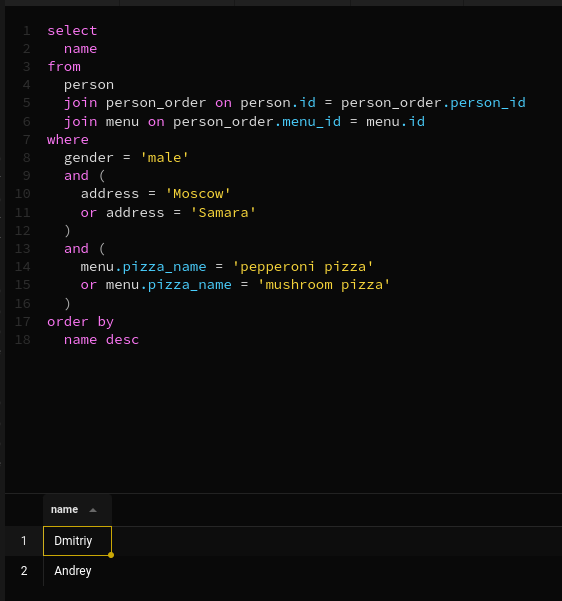 1 select
2   name
3 from
4   person
5   join person_order on person.id = person_order.person_id
6   join menu on person_order.menu_id = menu.id
7 where
8   gender = 'male'
9   and (
10     address = 'Moscow'
11     or address = 'Samara'
12   )
13   and (
14     menu.pizza_name = 'pepperoni pizza'
15     or menu.pizza_name = 'mushroom pizza'
16   )
17 order by
18   name desc
name
1 Dmitriy
2 Andrey